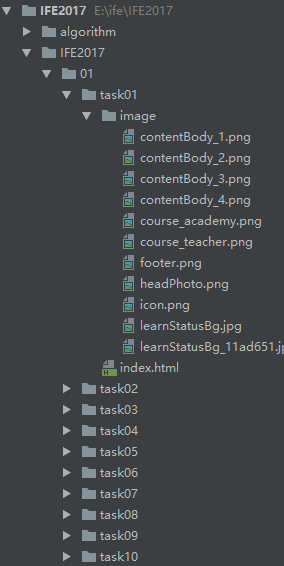 IFE2017 E:\ife\IFE2017
algorithm
IFE2017
01
task01
image
contentBody_1.png
contentBody_2.png
contentBody_3.png
contentBody_4.png
course_academy.png
course_teacher.png
footer.png
headPhoto.png
icon.png
learnStatusBg.jpg
learnStatusBg_11ad651.jp
index.html
task02
task03
task04
task05
task06
task07
task08
task09
task10